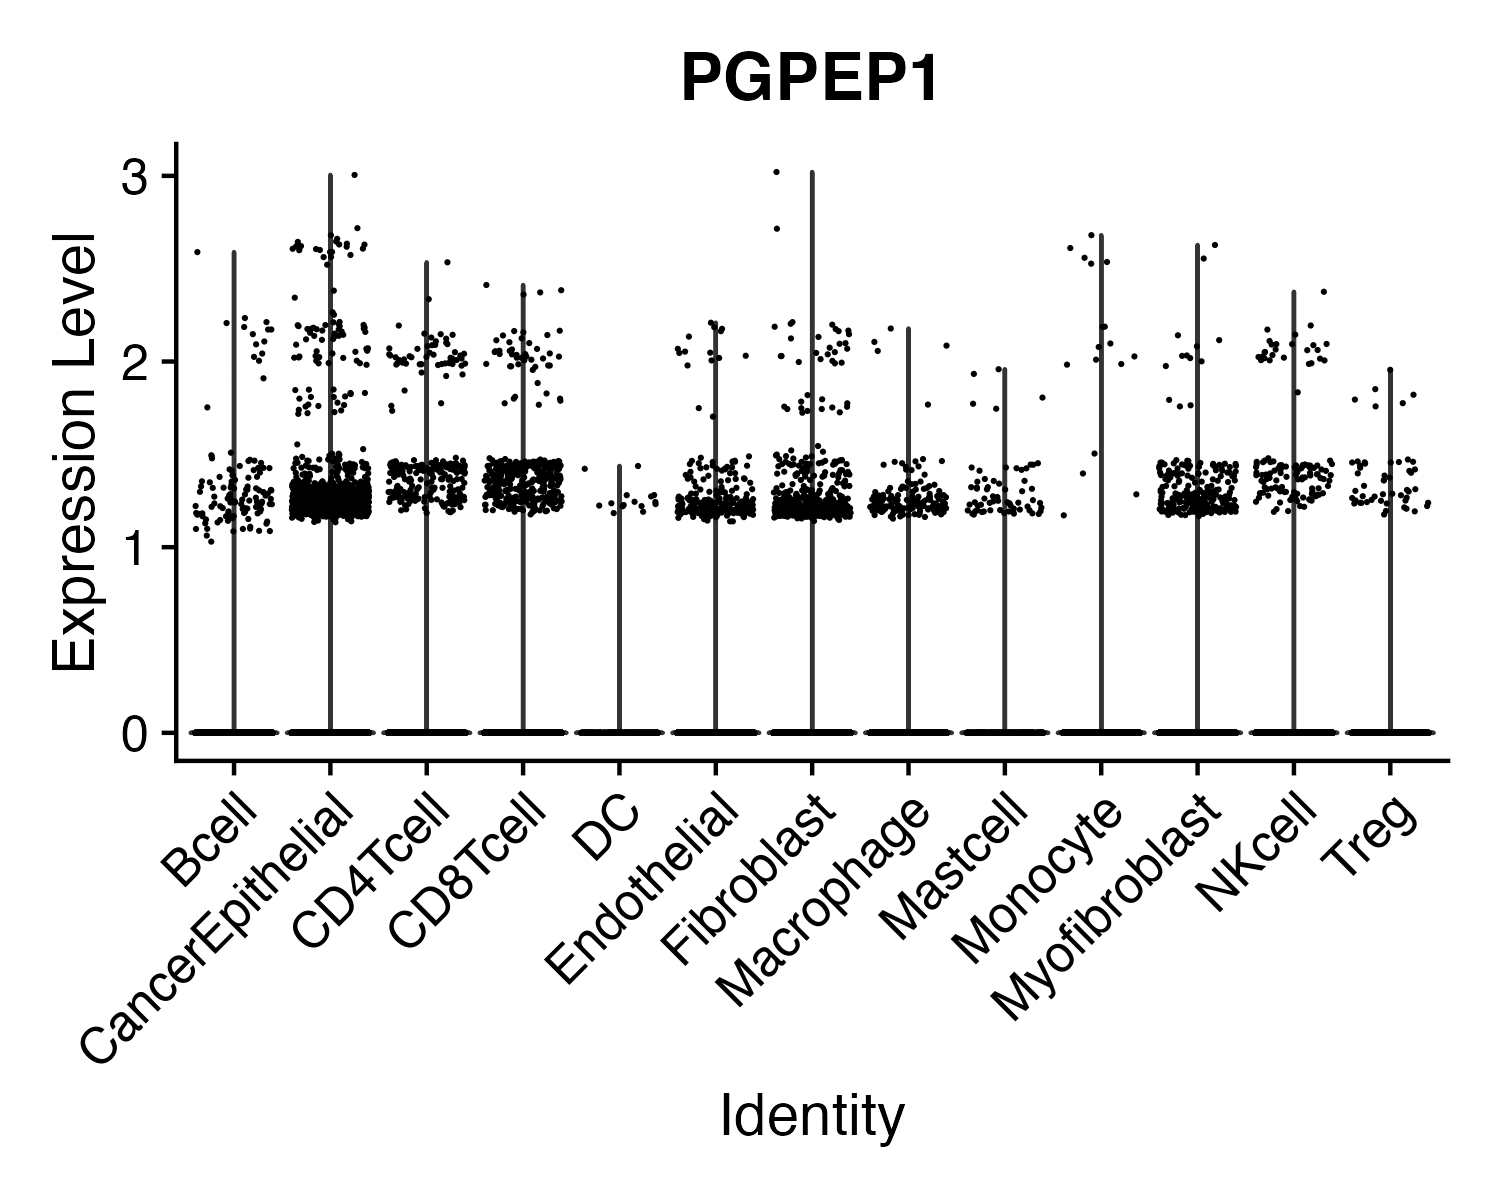 PGPEP1
Expression Level
3
2
1
0
Bcell
CancerEpithelial
CD4Tcell
CD8Tcell
DC
Endothelial
Fibroblast
Macrophage
Mastcell
Monocyte
Myofibroblast
NKcell
Treg
Identity